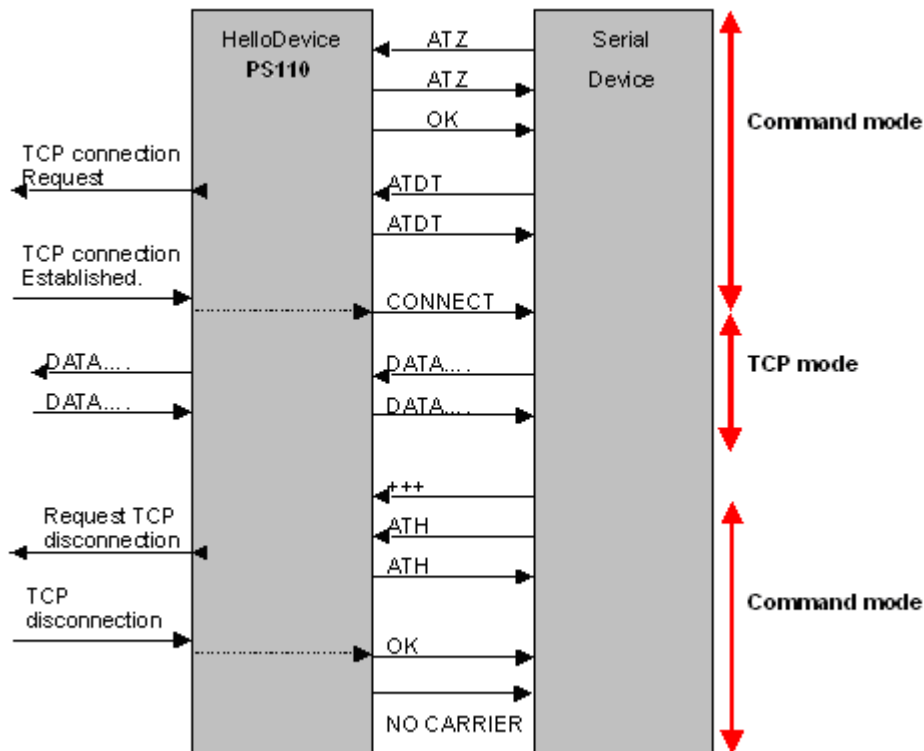 HelloDevice
PS110
Serial
Device
ATZ
ATZ
OK
Command mode
TCP connection
Request
ATDT
ATDT
TCP connection
Established.
CONNECT
DATA....
DATA....
DATA....
DATA....
TCP mode
+++
Request TCP
disconnection
ATH
ATH
TCP
disconnection
Command mode
OK
NO CARRIER